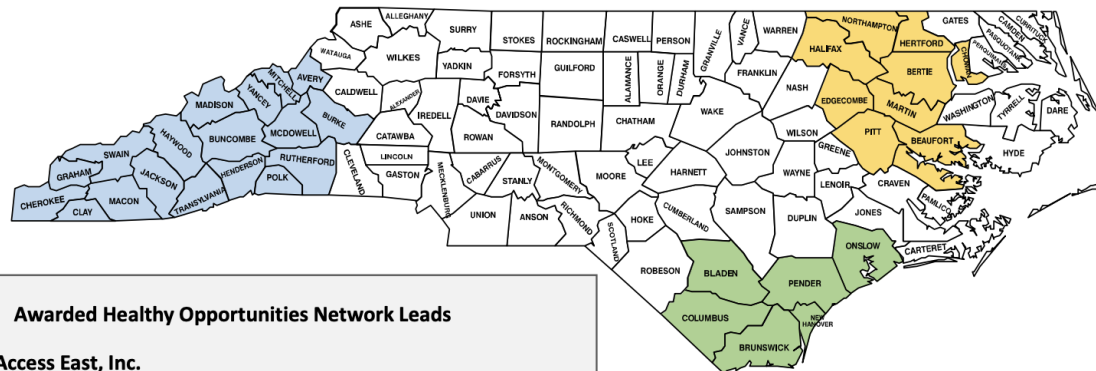 ALLEGHANY
ASHE
SURRY
STOKES
ROCKINGHAM
CASWELL
PERSON
GRANVILLE
VANCE
WARREN
NORTHAMPTON
GATES
CURRITUCK
CAMDEN
PASQUOTANK
PERQUIMANS
CHOWAN
HERTFORD
HALIFAX
BERTIE
WATAUGA
WILKES
YADKIN
FORSYTH
GUILFORD
ALAMANCE
ORANGE
DURHAM
FRANKLIN
NASH
EDGECOMBE
MARTIN
WASHINGTON
TYRRELL
DARE
AVERY
MITCHELL
YANCEY
MADISON
CALDWELL
ALEXANDER
IREDELL
DAVIE
DAVIDSON
RANDOLPH
CHATHAM
WAKE
WILSON
PITT
BEAUFORT
HYDE
BURKE
MCDOWELL
BUNCOMBE
HAYWOOD
CATAWBA
ROWAN
LINCOLN
GASTON
CLEVELAND
RUTHERFORD
POLK
HENDERSON
TRANSYLVANIA
JACKSON
SWAIN
GRAHAM
CHEROKEE
CLAY
MACON
MECKLENBURG
CABARRUS
STANLY
MONTGOMERY
MOORE
LEE
HARNETT
JOHNSTON
WAYNE
GREENE
LENOIR
CRAVEN
PAMLICO
UNION
ANSON
RICHMOND
SCOTLAND
HOKE
CUMBERLAND
SAMPSON
DUPLIN
JONES
CARTERET
ONSLOW
ROBESON
BLADEN
PENDER
COLUMBUS
NEW
HANOVER
BRUNSWICK
Awarded Healthy Opportunities Network Leads
Access East, Inc.